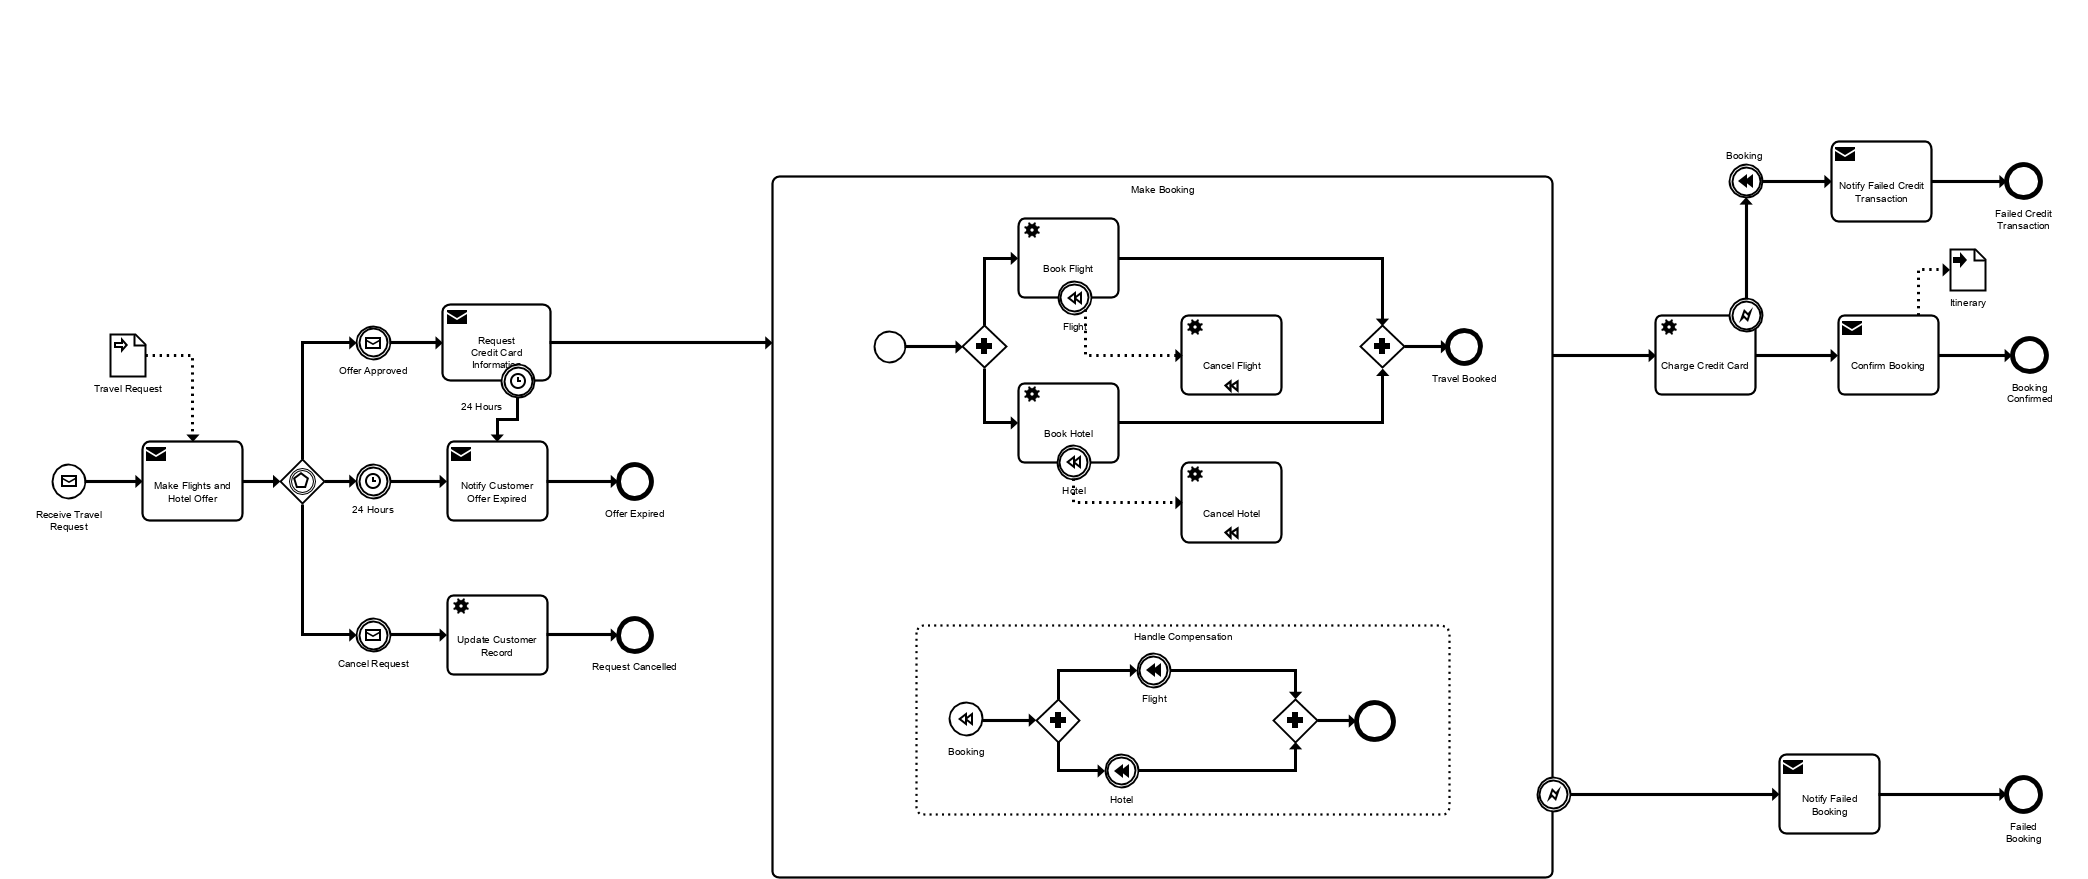 Travel Request
Receive Travel
Request
Make Flights and
Hotel Offer
Offer Approved
24 Hours
Cancel Request
Request
Credit Card
Information
24 Hours
Notify Customer
Offer Expired
Offer Expired
Update Customer
Record
Request Cancelled
Make Booking
Book Flight
Flight
Cancel Flight
Book Hotel
Hotel
Cancel Hotel
Travel Booked
Handle Compensation
Booking
Flight
Hotel
Booking
Notify Failed Credit
Transaction
Failed Credit
Transaction
Itinerary
Charge Credit Card
Confirm Booking
Booking
Confirmed
Notify Failed
Booking
Failed
Booking